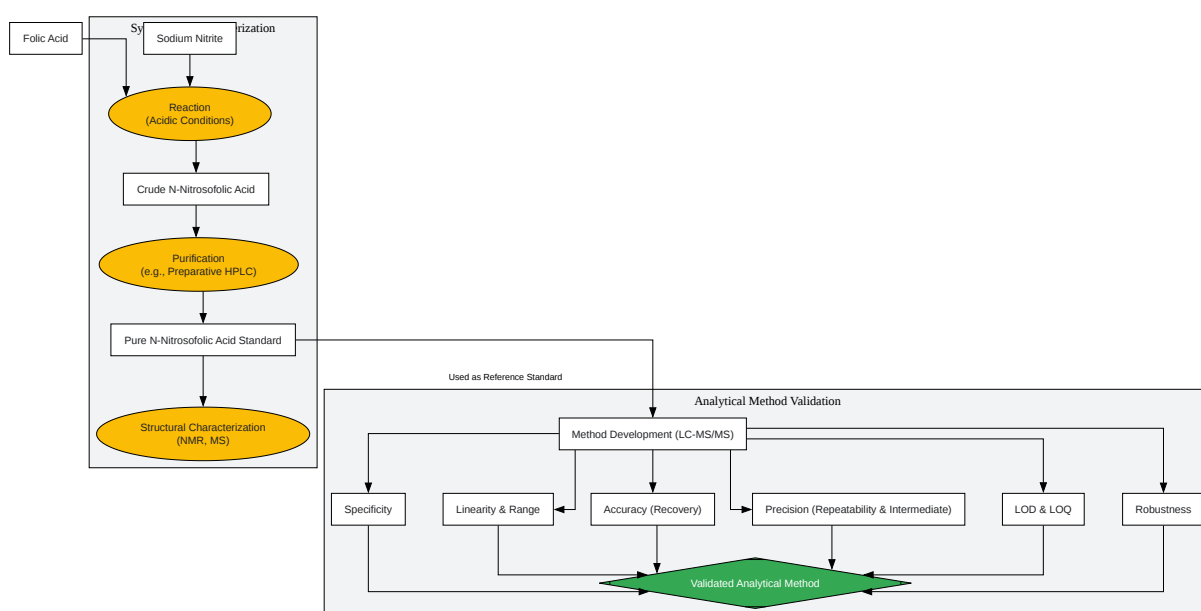 Folic Acid
Sodium Nitrite
Reaction
(Acidic Conditions)
Crude N-Nitrosofolic Acid
Purification
(e.g., Preparative HPLC)
Pure N-Nitrosofolic Acid Standard
Structural Characterization
(NMR, MS)
Used as Reference Standard
Analytical Method Validation
Method Development (LC-MS/MS)
Specificity
Linearity & Range
Accuracy (Recovery)
Precision (Repeatability & Intermediate)
LOD & LOQ
Robustness
Validated Analytical Method